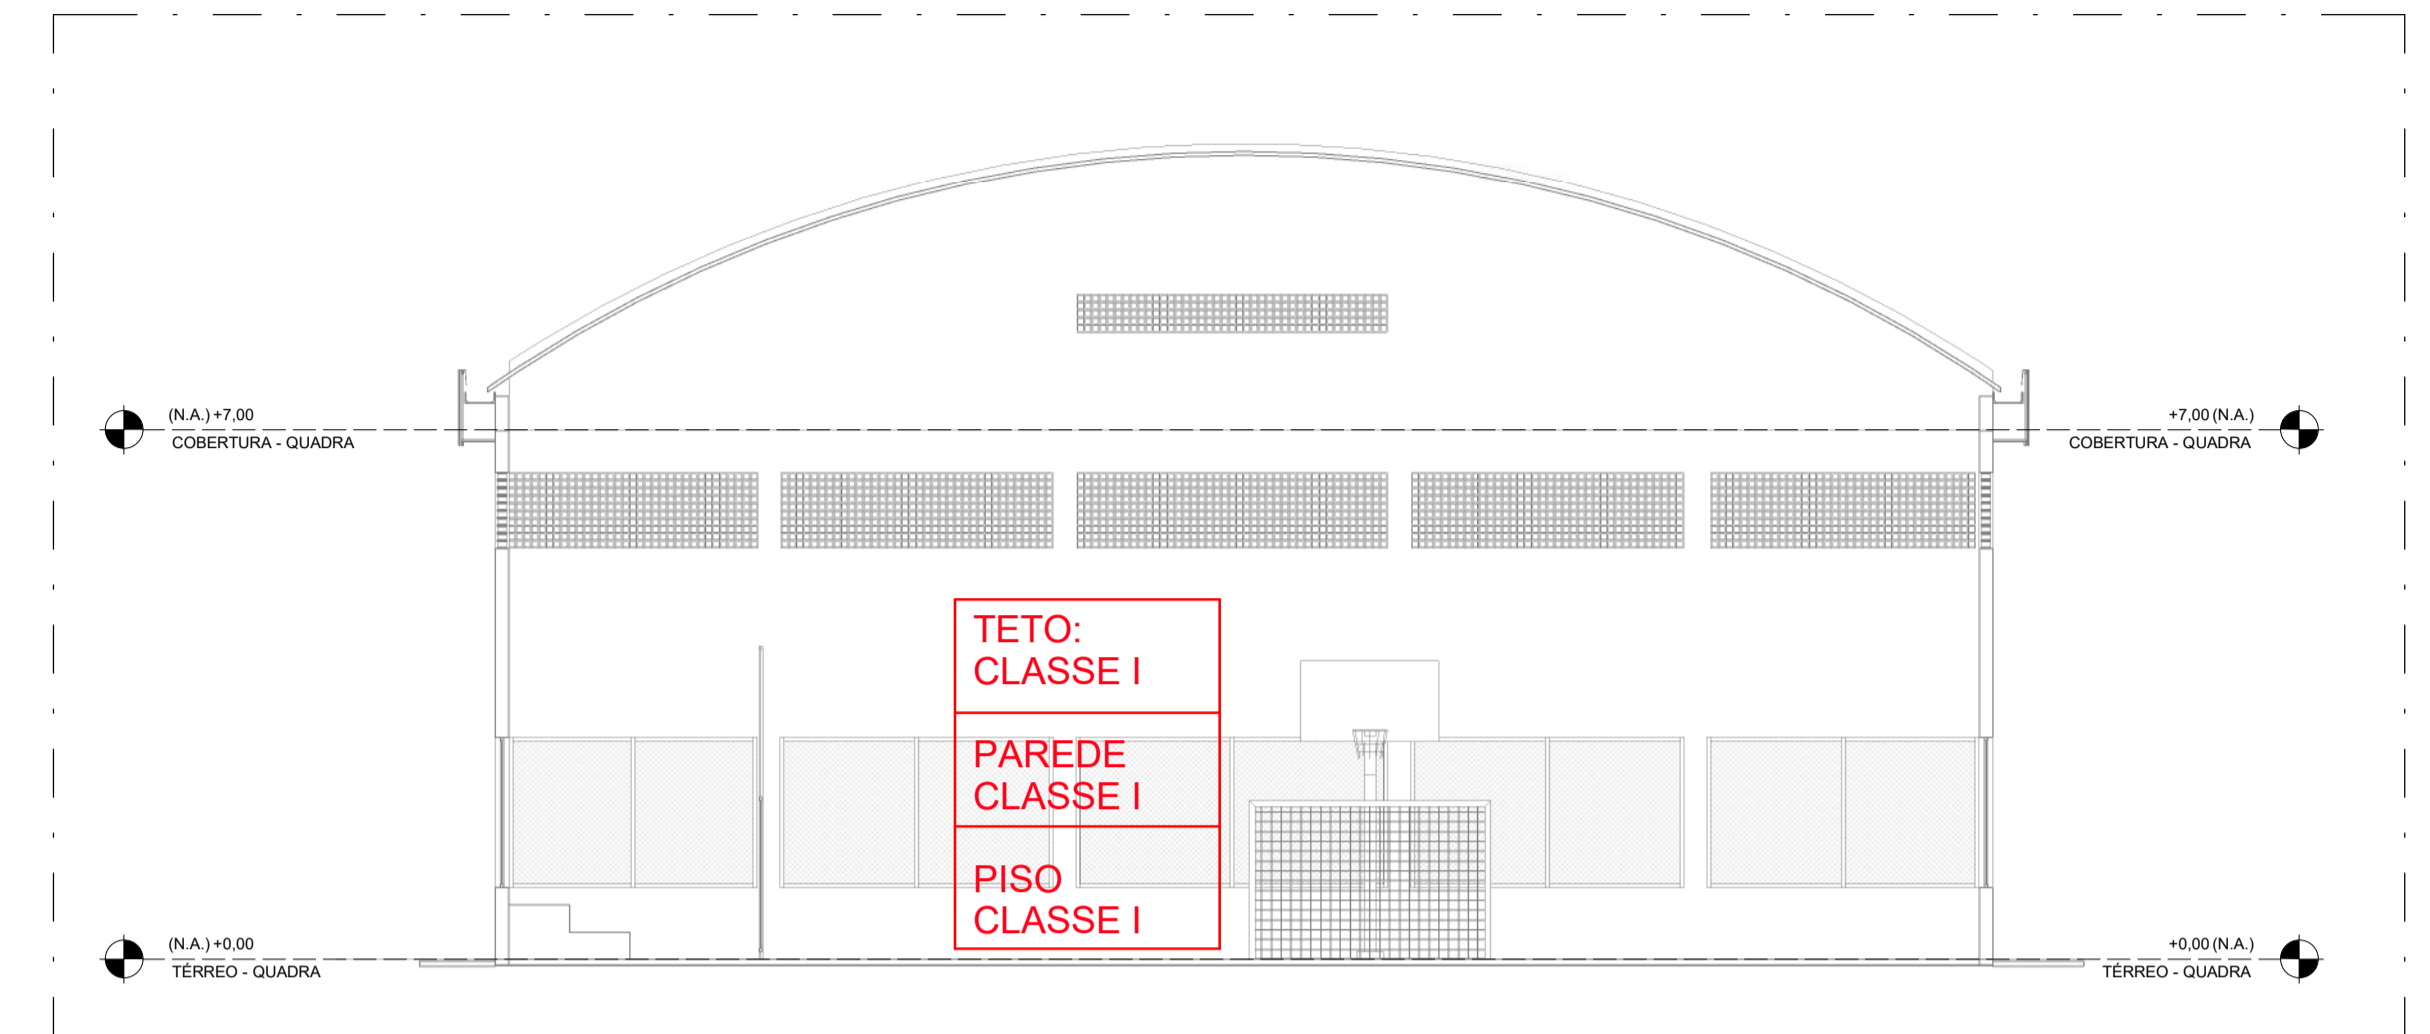 (N.A.) +7,00
COBERTURA - QUADRA
+7,00 (N.A.)
COBERTURA - QUADRA
TETO:
CLASSE I
PAREDE
CLASSE I
PISO
CLASSE I
(N.A.) +0,00
TÉRREO - QUADRA
+0,00 (N.A.)
TÉRREO - QUADRA